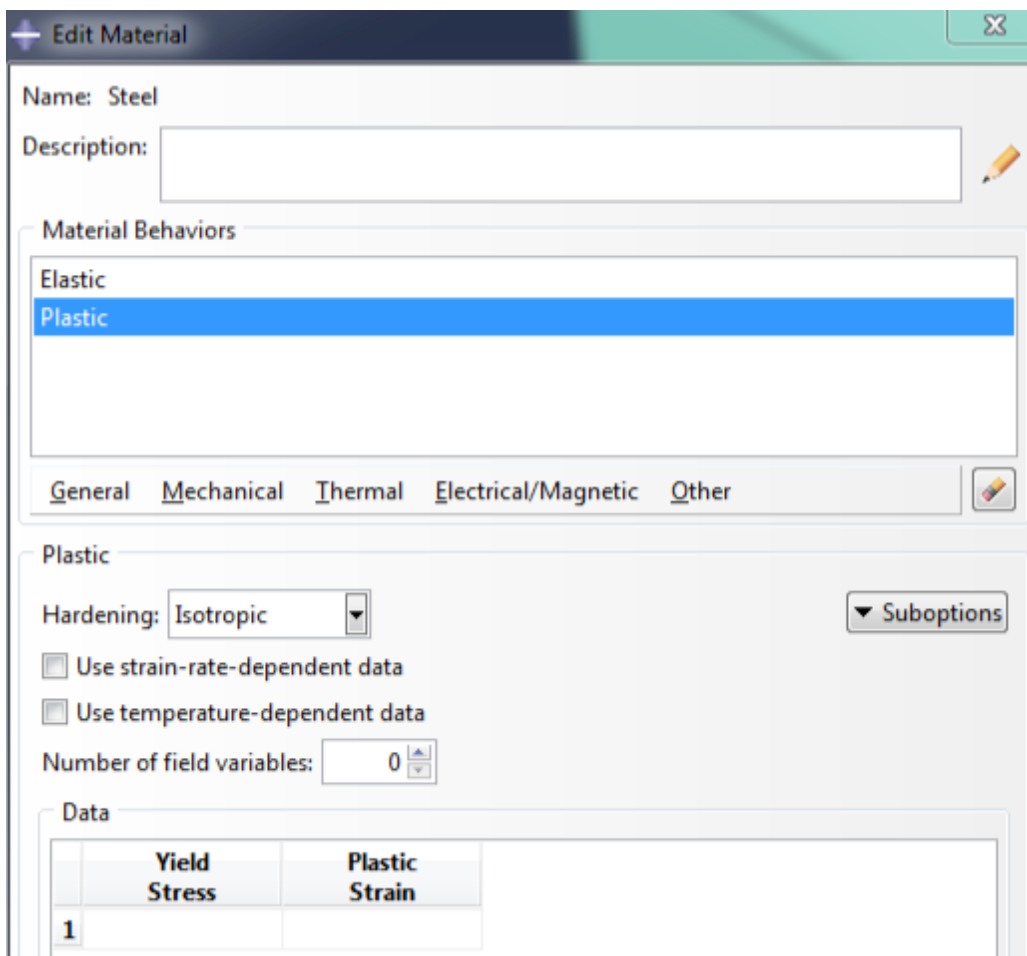 Edit Material
Name: Steel
Description:
Material Behaviors
Elastic
Plastic
General Mechanical Thermal Electrical/Magnetic Other
Plastic
Hardening: Isotropic Suboptions
Use strain-rate-dependent data
Use temperature-dependent data
Number of field variables: 0
Data
Yield Plastic
Stress Strain
1